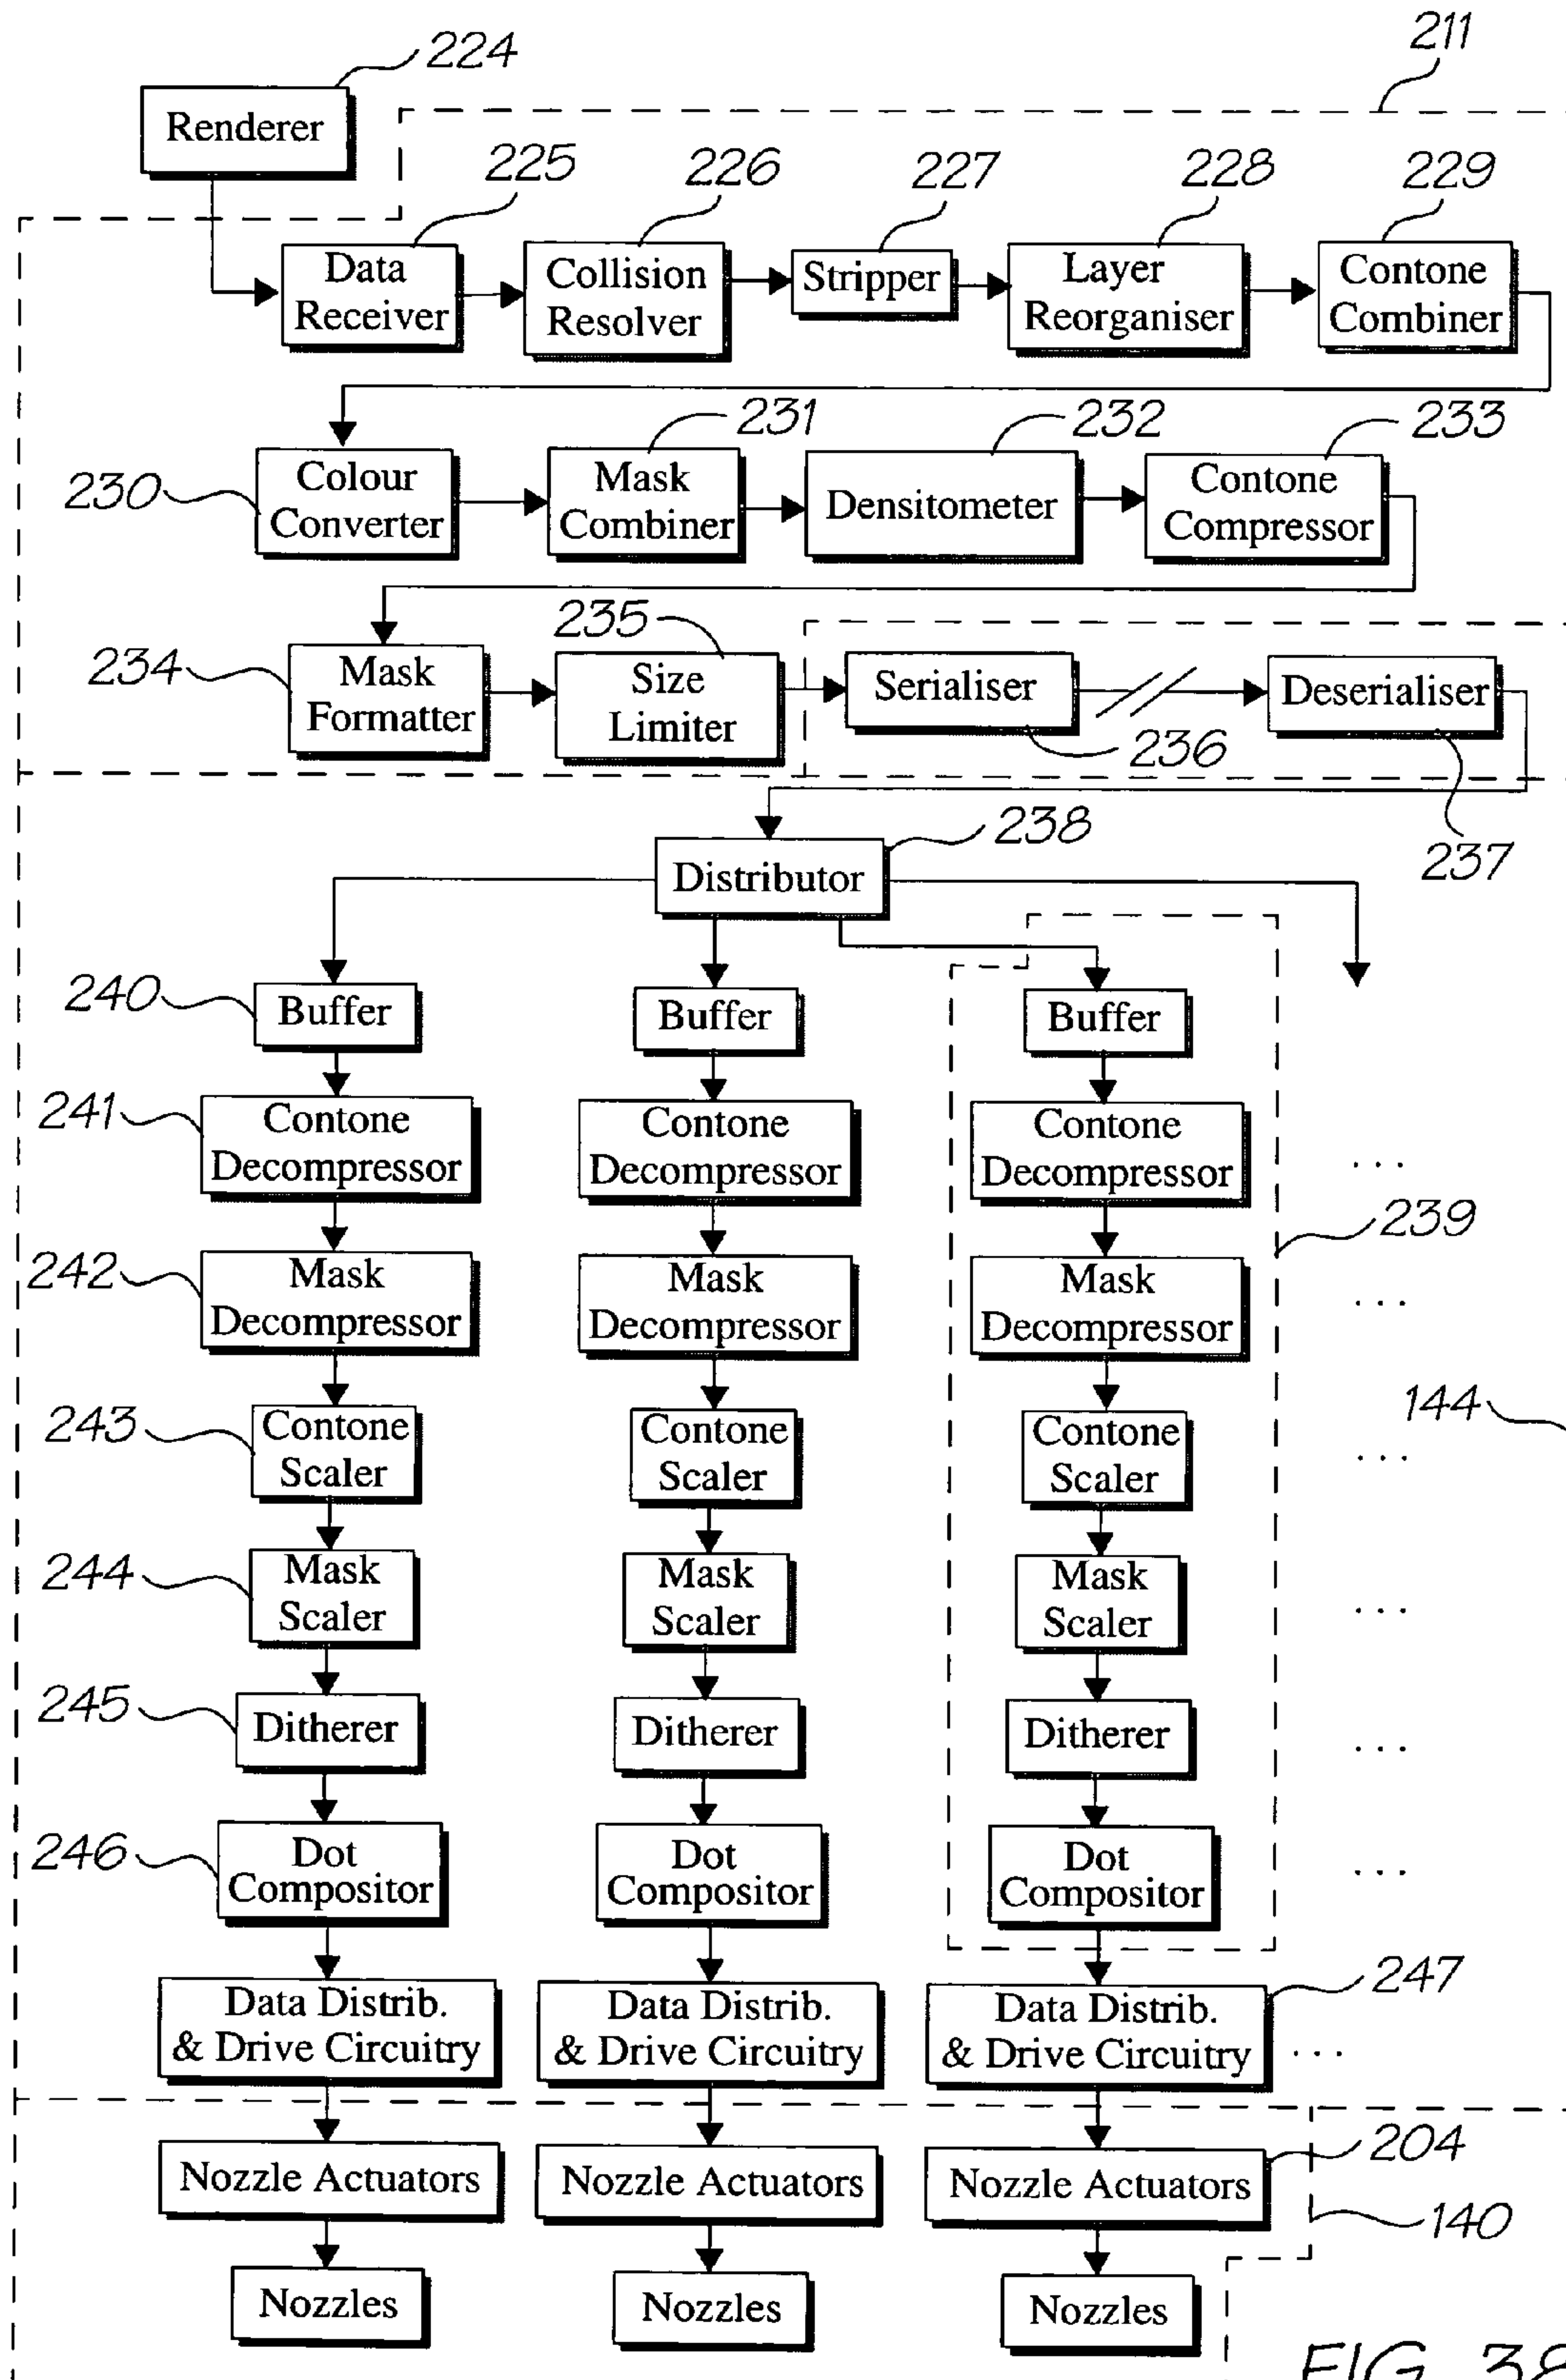 211
224
Renderer
225
226
227
228
229
Data
Receiver
Collision
Resolver
Stripper
Layer
Reorganiser
Contone
Combiner
231
232
233
230
Colour
Converter
Mask
Combiner
Densitometer
Contone
Compressor
235
234
Mask
Formatter
Size
Limiter
Serialiser
Deserialiser
236
237
238
Distributor
240
Buffer
Buffer
Buffer
241
Contone
Decompressor
Contone
Decompressor
Contone
Decompressor
...
239
242
Mask
Decompressor
Mask
Decompressor
Mask
Decompressor
...
144
243
Contone
Scaler
Contone
Scaler
Contone
Scaler
...
244
Mask
Scaler
Mask
Scaler
Mask
Scaler
...
245
Ditherer
Ditherer
Ditherer
...
246
Dot
Compositor
Dot
Compositor
Dot
Compositor
...
247
Data Distrib.
& Drive Circuitry
Data Distrib.
& Drive Circuitry
Data Distrib.
& Drive Circuitry
...
204
Nozzle Actuators
Nozzle Actuators
Nozzle Actuators
140
Nozzles
Nozzles
Nozzles
FIG. 38